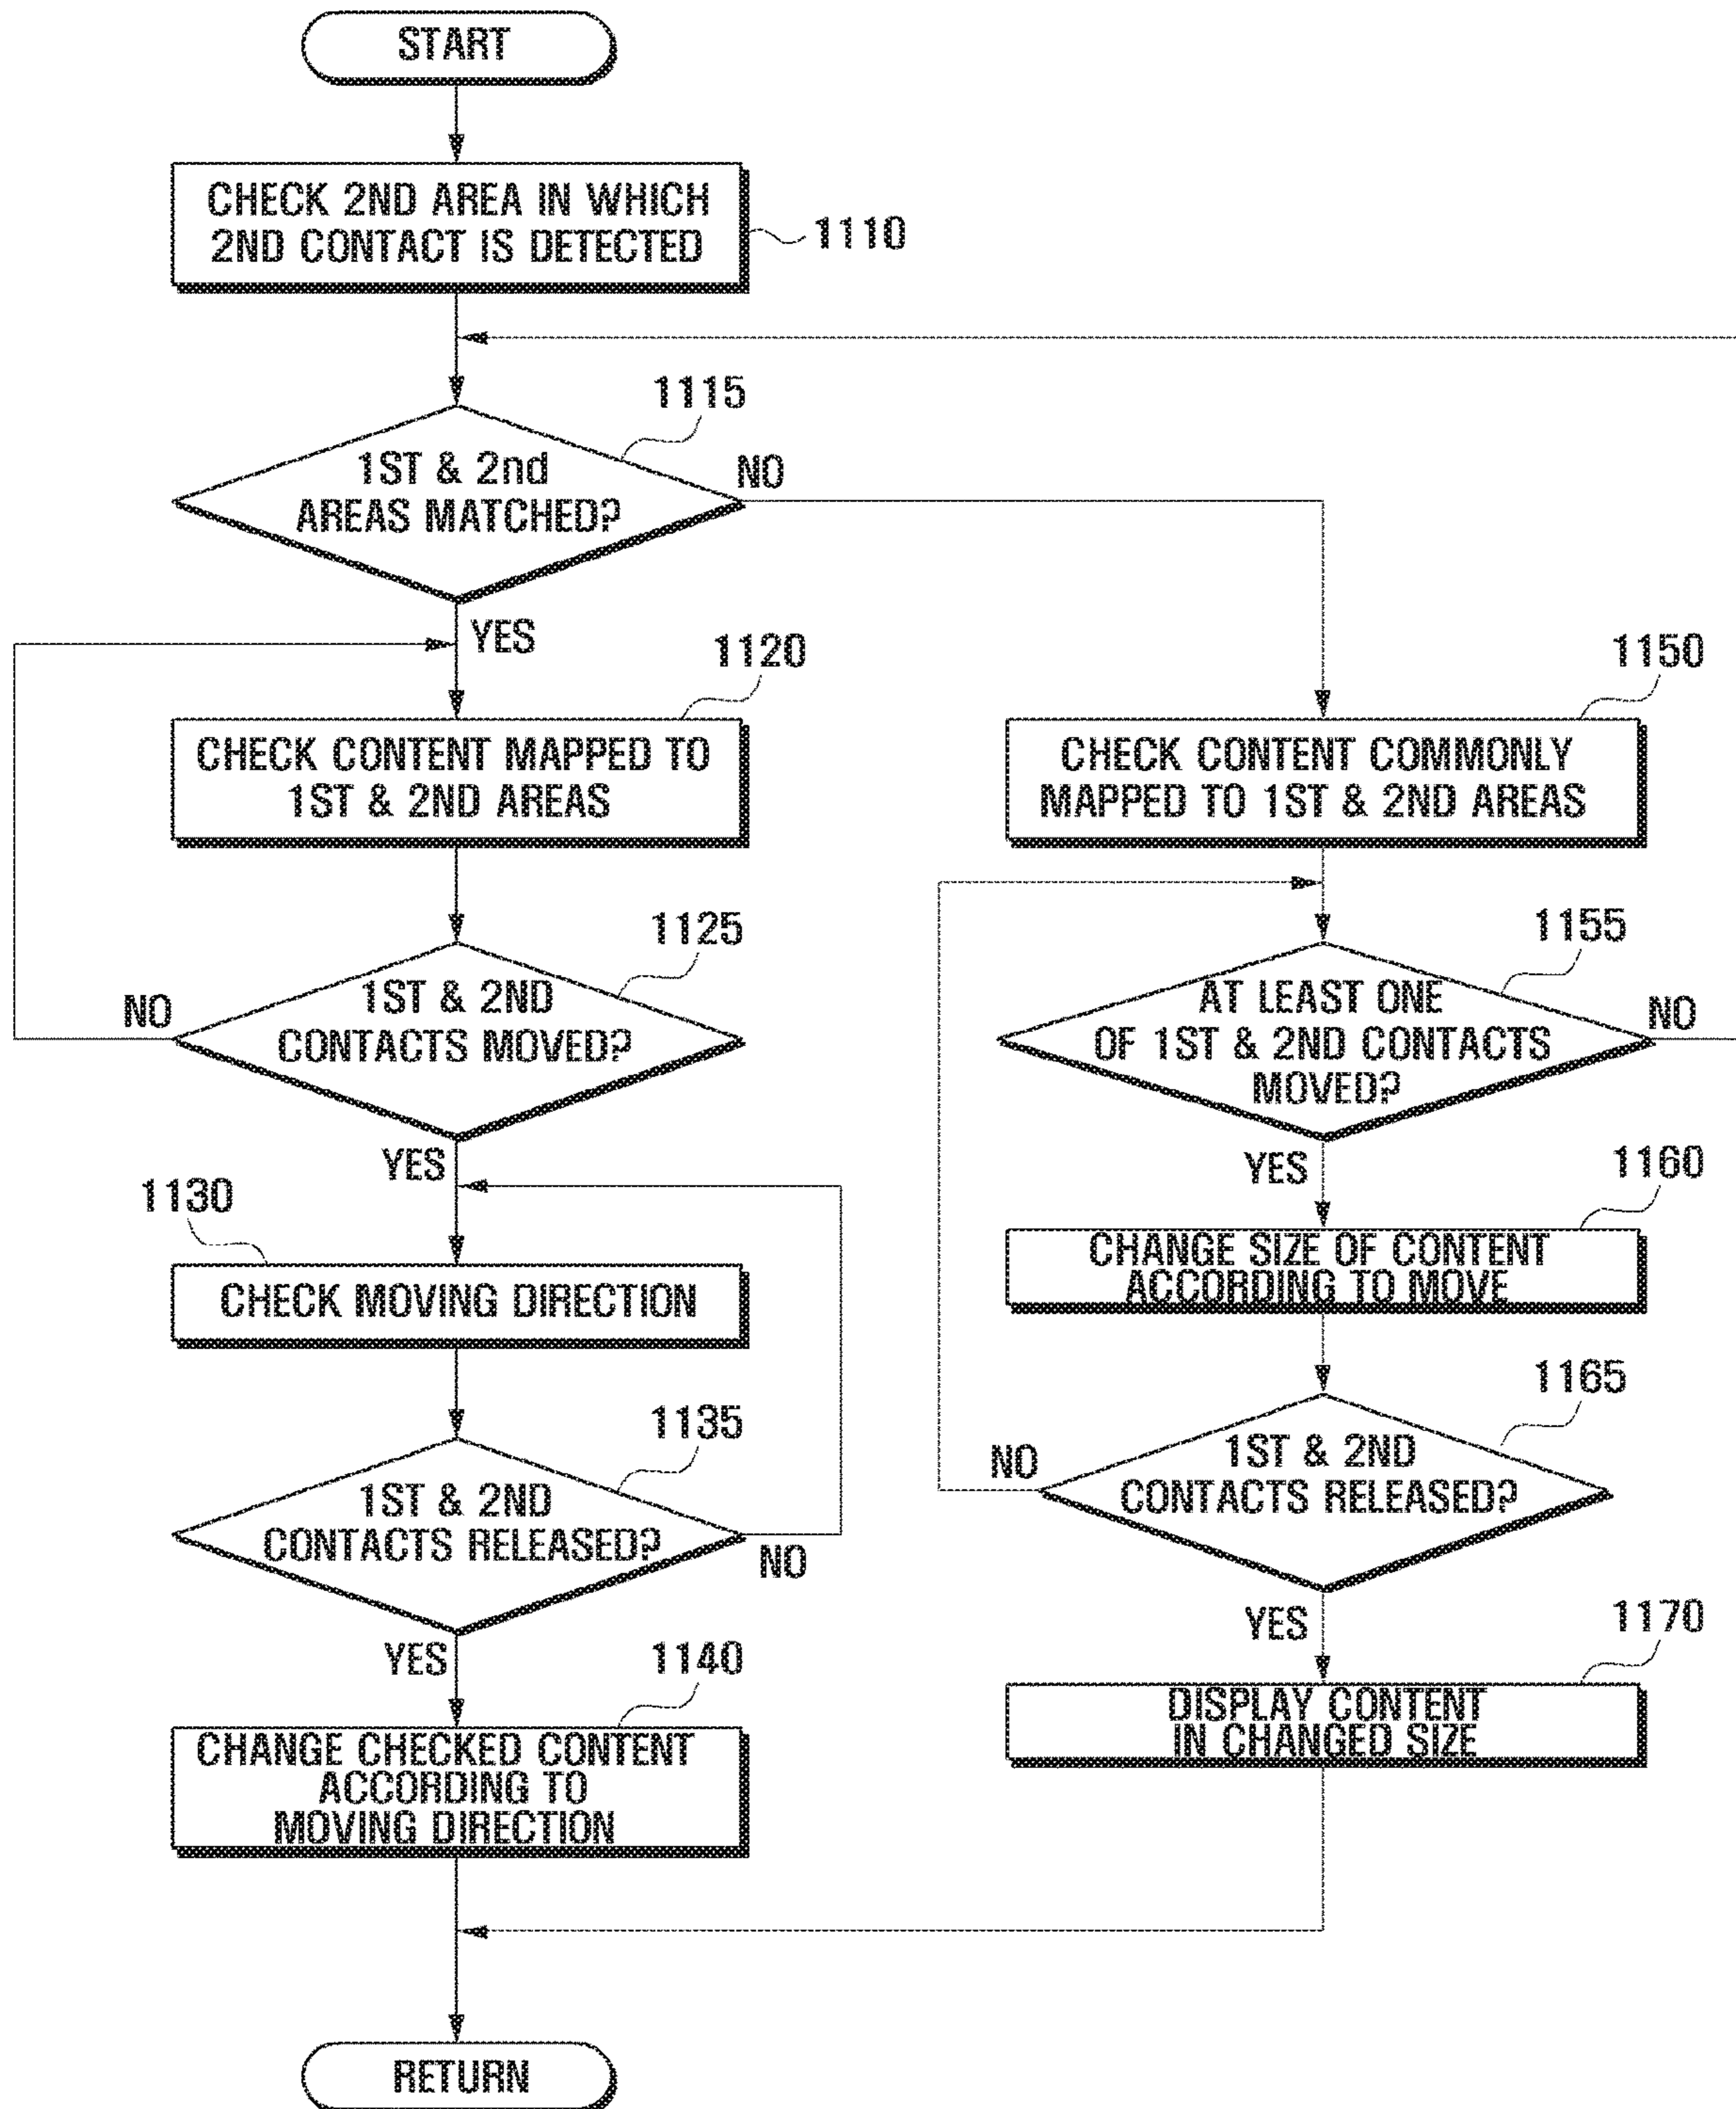 START
CHECK 2ND AREA IN WHICH
2ND CONTACT IS DETECTED
1110
1115
1ST & 2nd
AREAS MATCHED?
NO
YES
1120
CHECK CONTENT MAPPED TO
1ST & 2ND AREAS
1150
CHECK CONTENT COMMONLY
MAPPED TO 1ST & 2ND AREAS
1125
1ST & 2ND
CONTACTS MOVED?
NO
YES
1155
AT LEAST ONE
OF 1ST & 2ND CONTACTS
MOVED?
NO
YES
1130
CHECK MOVING DIRECTION
1160
CHANGE SIZE OF CONTENT
ACCORDING TO MOVE
1135
1ST & 2ND
CONTACTS RELEASED?
NO
YES
1165
1ST & 2ND
CONTACTS RELEASED?
NO
YES
1140
CHANGE CHECKED CONTENT
ACCORDING TO
MOVING DIRECTION
1170
DISPLAY CONTENT
IN CHANGED SIZE
RETURN